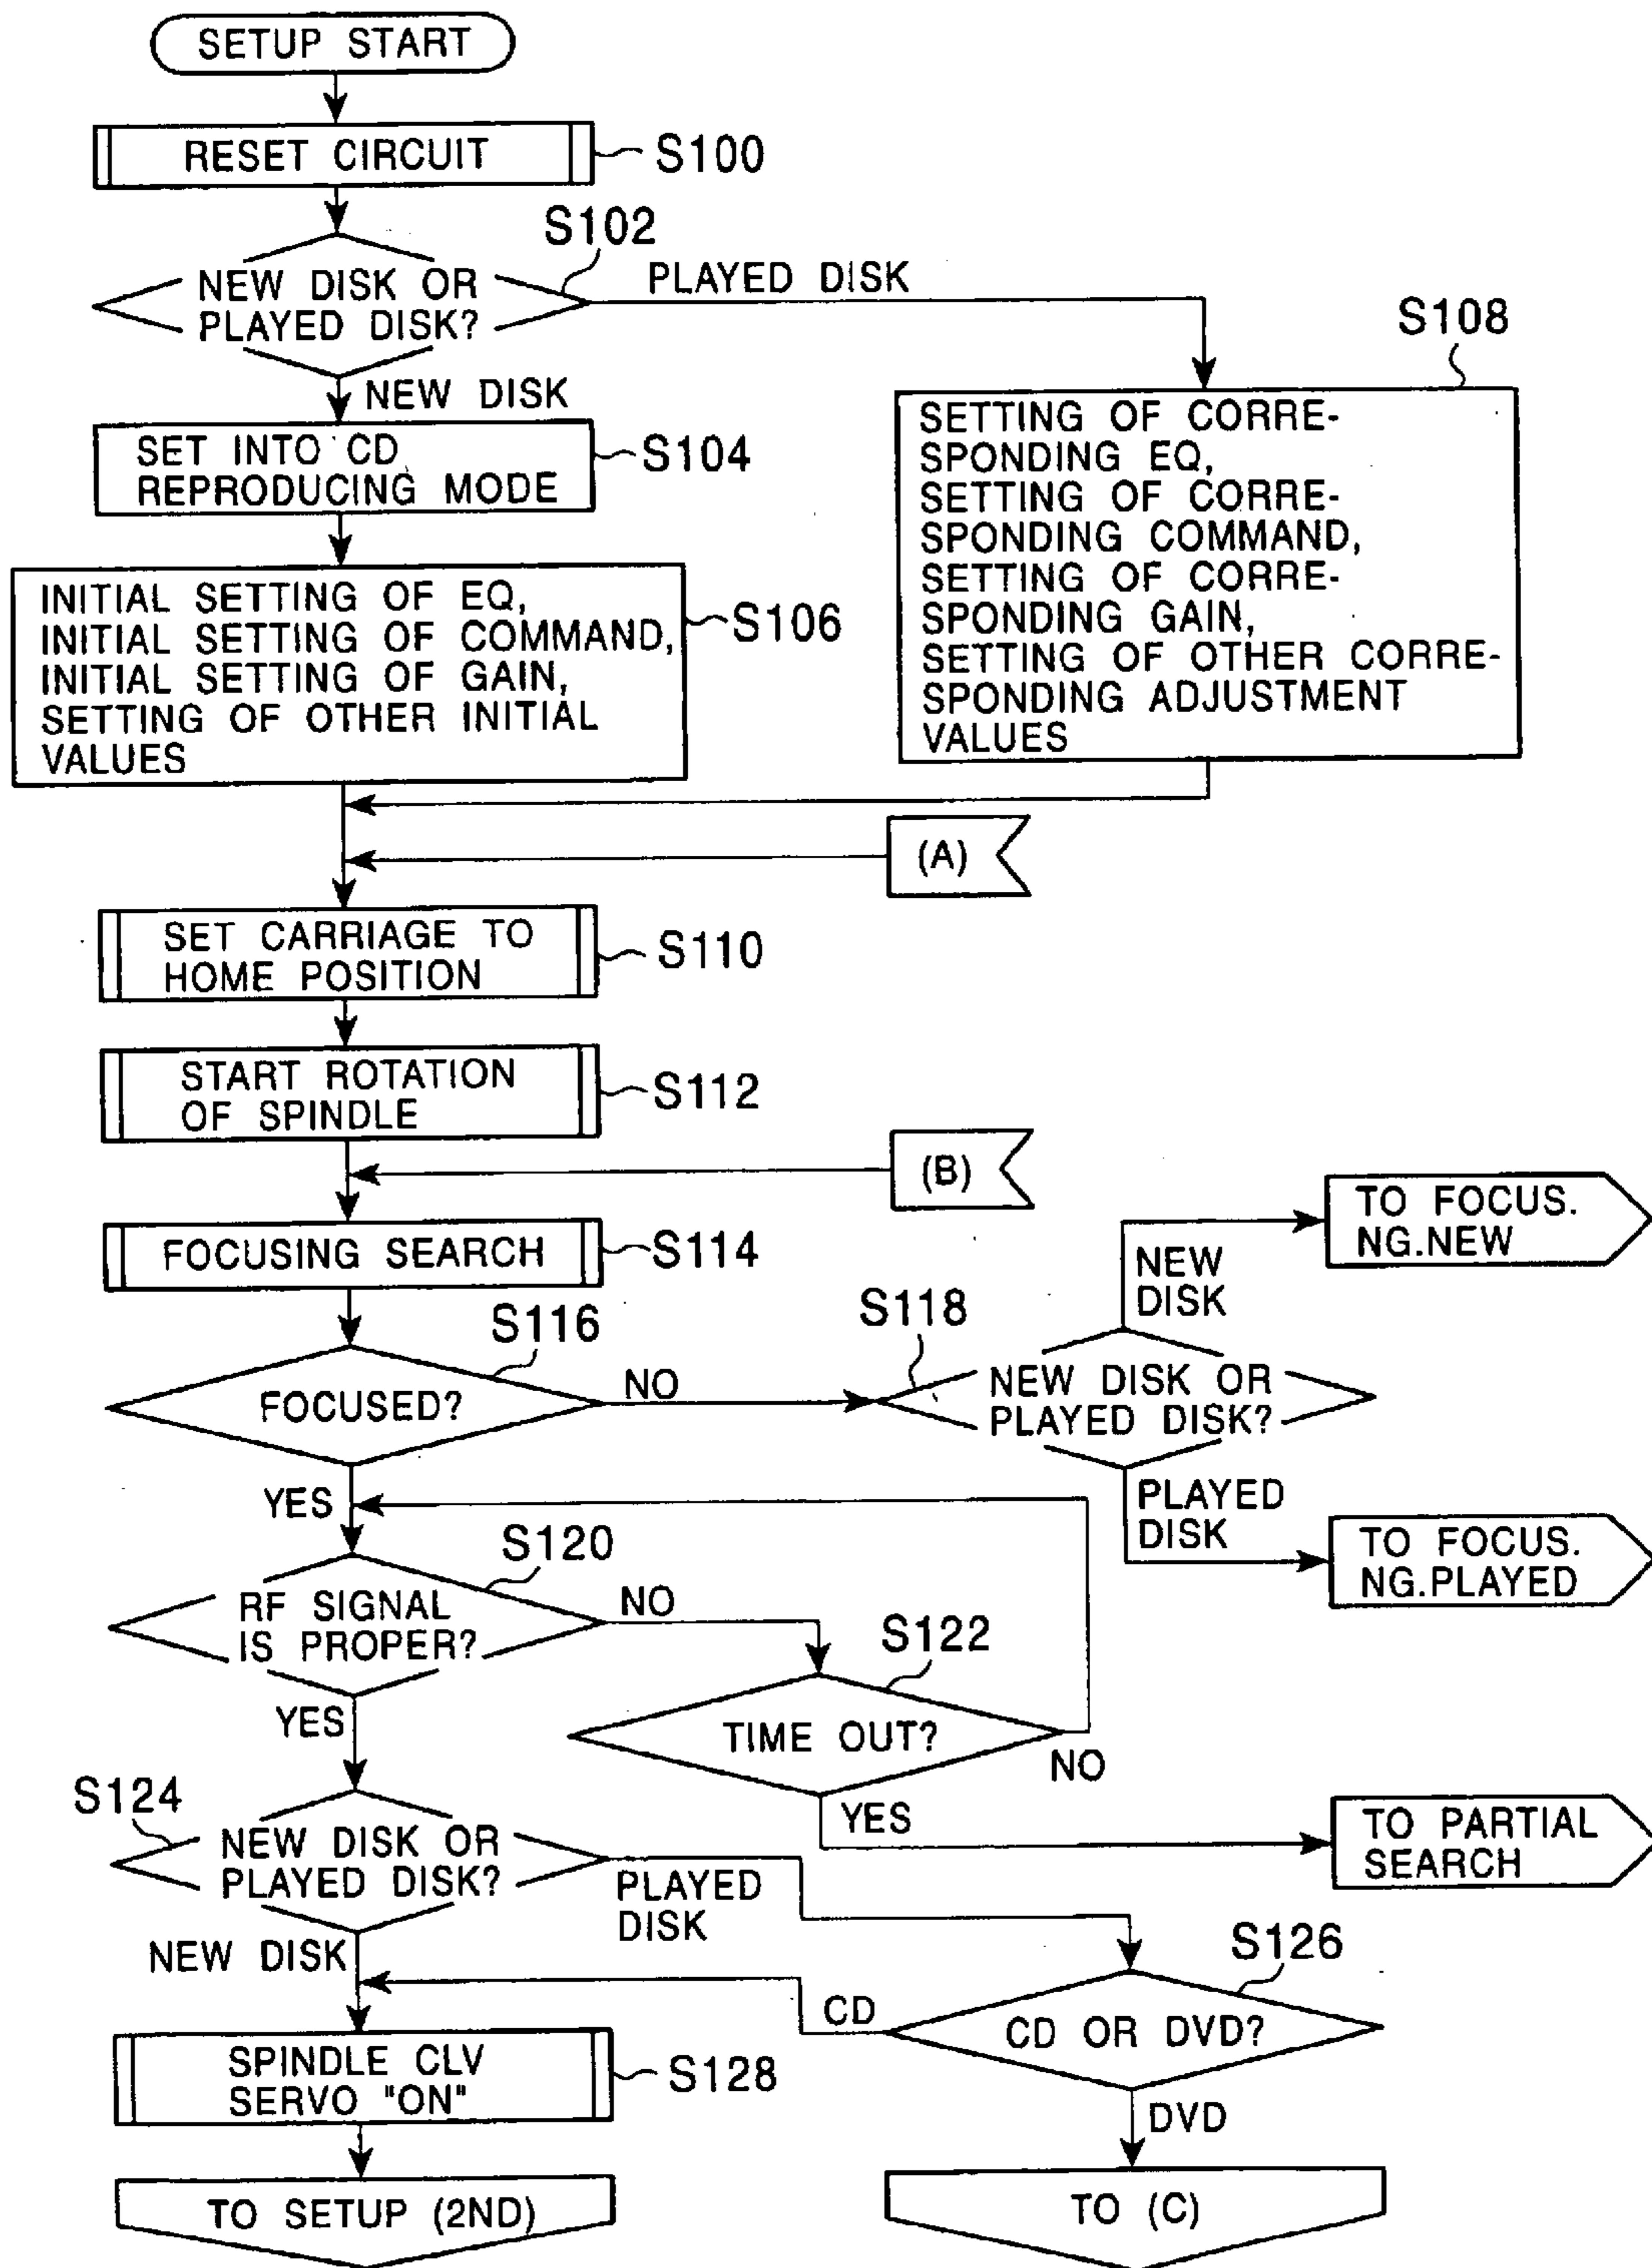 SETUP START
RESET CIRCUIT
S100
S102
NEW DISK OR
PLAYED DISK?
PLAYED DISK
NEW DISK
S108
SET INTO CD
REPRODUCING MODE
S104
SETTING OF CORRE-
SPONDING EQ,
SETTING OF CORRE-
SPONDING COMMAND,
SETTING OF CORRE-
SPONDING GAIN,
SETTING OF OTHER CORRE-
SPONDING ADJUSTMENT
VALUES
INITIAL SETTING OF EQ,
INITIAL SETTING OF COMMAND,
INITIAL SETTING OF GAIN,
SETTING OF OTHER INITIAL
VALUES
S106
(A)
SET CARRIAGE TO
HOME POSITION
S110
START ROTATION
OF SPINDLE
S112
(B)
FOCUSING SEARCH
S114
TO FOCUS.
NG.NEW
NEW
DISK
S116
FOCUSED?
NO
S118
NEW DISK OR
PLAYED DISK?
YES
PLAYED
DISK
TO FOCUS.
NG.PLAYED
S120
RF SIGNAL
IS PROPER?
NO
S122
TIME OUT?
NO
YES
YES
TO PARTIAL
SEARCH
S124
NEW DISK OR
PLAYED DISK?
PLAYED
DISK
NEW DISK
S126
CD OR DVD?
CD
DVD
SPINDLE CLV
SERVO "ON"
S128
TO SETUP (2ND)
TO (C)